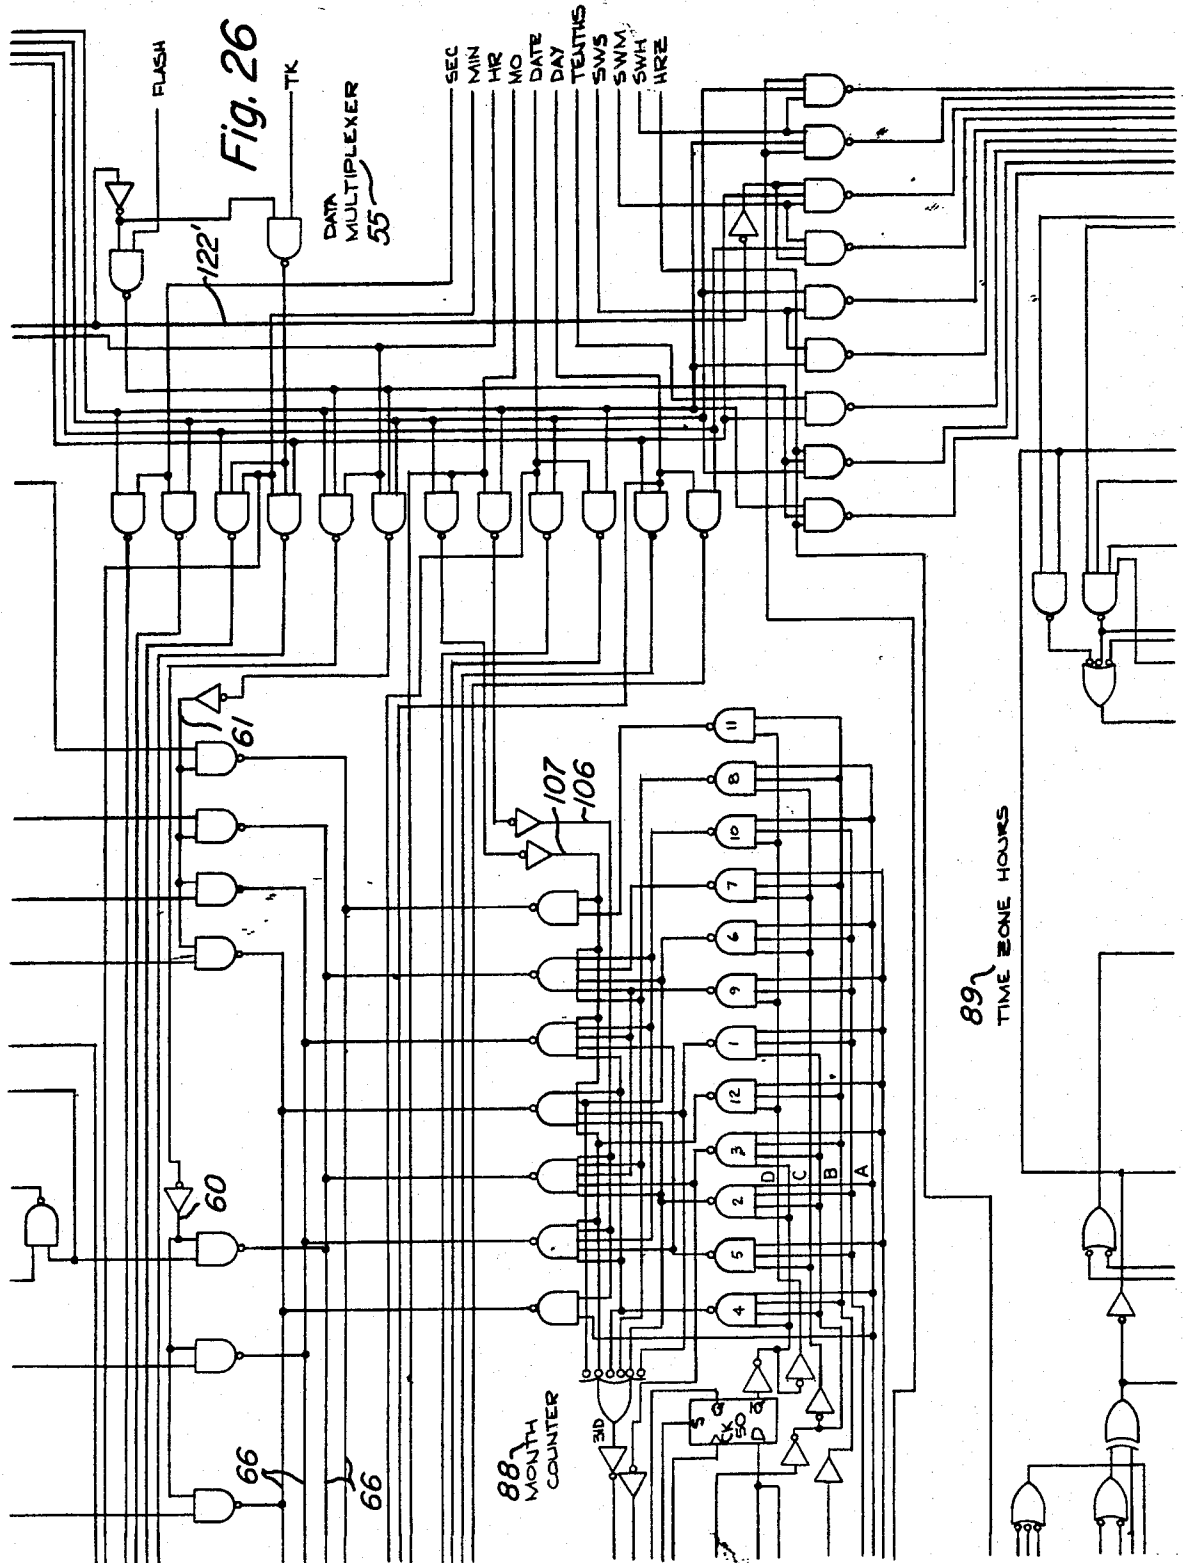 Fig. 26
FLASH
TK
DATA
MULTIPLEXER
55
122'
SEC
MIN
HR
MO
DATE
DAY
TENTHS
SWS
SWM
SWH
HRZ
61
60
66
66
107
106
11
8
10
7
6
9
1
12
3
2
5
4
D
C
B
A
88
MONTH
COUNTER
31D
S
Q
CK
50
D
Q̅
89
TIME ZONE HOURS